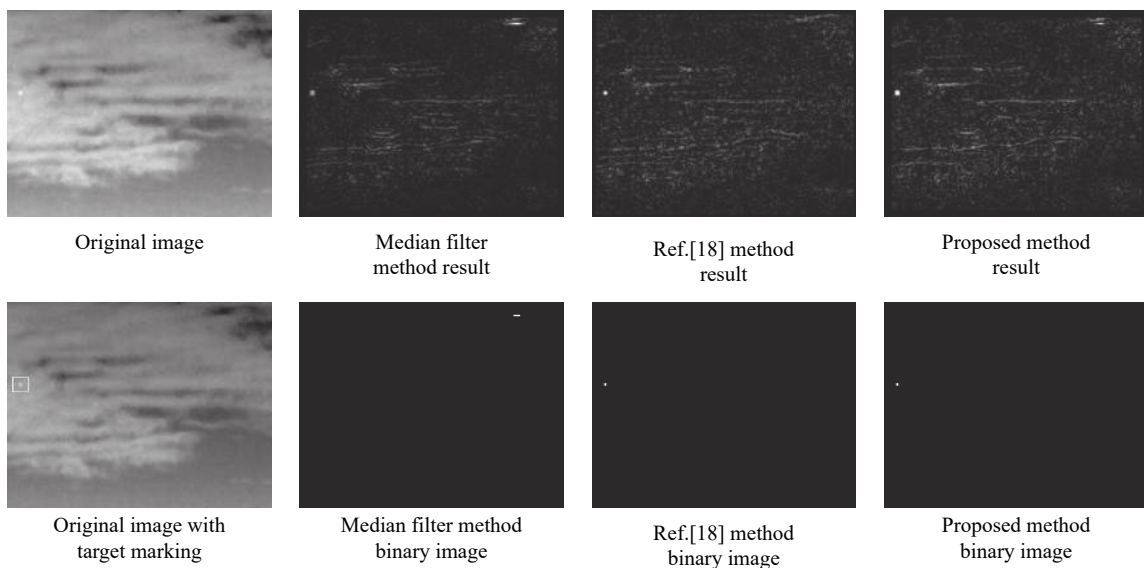 Original image
Median filter
method result
Ref.[18] method
result
Proposed method
result
Original image with
target marking
Median filter method
binary image
Ref.[18] method
binary image
Proposed method
binary image